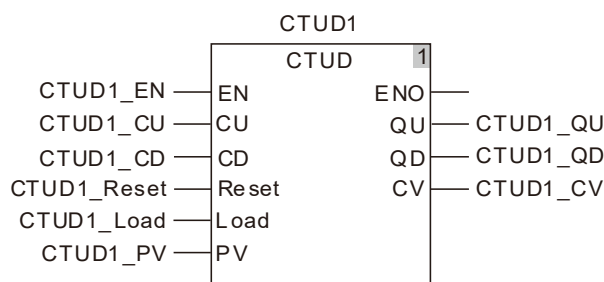 CTUD1
CTUD 1
CTUD1_EN EN ENO
CTUD1_CU CU QU CTUD1_QU
CTUD1_CD CD QD CTUD1_QD
CTUD1_Reset Reset CV CTUD1_CV
CTUD1_Load Load
CTUD1_PV PV